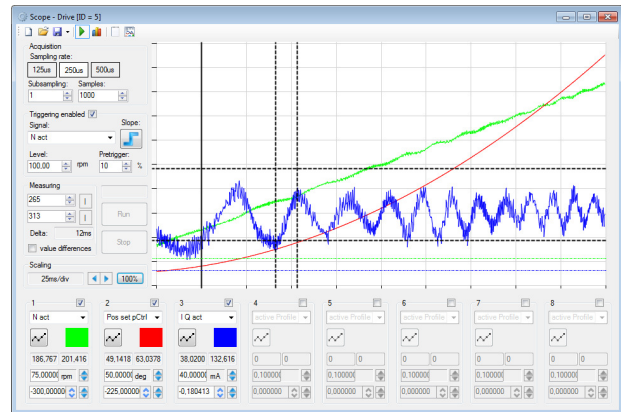 Scope - Drive [ID = 5]
Acquisition
Sampling rate:
125us 250us 500us
Subsampling: Samples:
1 1000
Triggering enabled
Signal: Slope:
N act
Level: Pretrigger:
100,00 rpm 10 %
Measuring
265
313
Run
Delta: 12ms
value differences
Stop
Scaling
25ms/div 100%
1 2 3 4 5 6 7 8
N act Pos set pCtrl I Q act active Profile active Profile active Profile active Profile active Profile
186,767 201,416 49,1418 63,0378 38,0200 132,616 0 0 0 0 0 0 0 0 0 0
75,00000 rpm 50,00000 deg 40,00000 mA 0,100000 0,100000 0,100000 0,100000 0,100000
-300,00000 -225,00000 -0,180413 0,000000 0,000000 0,000000 0,000000 0,000000